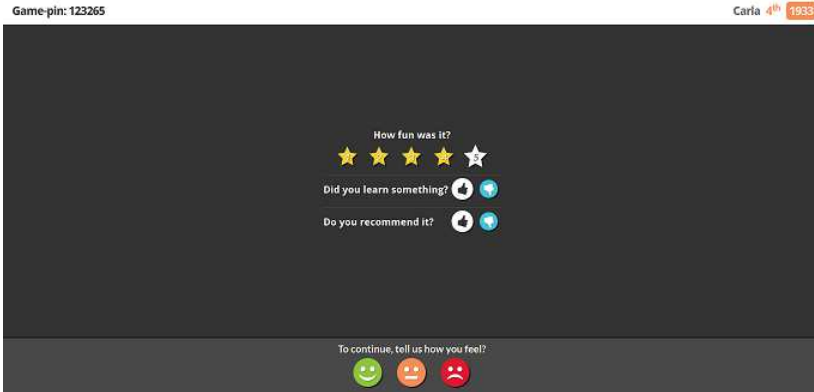 Game-pin: 123265
Carla 4th 1933
How fun was it?
5
Did you learn something?
Do you recommend it?
To continue, tell us how you feel?